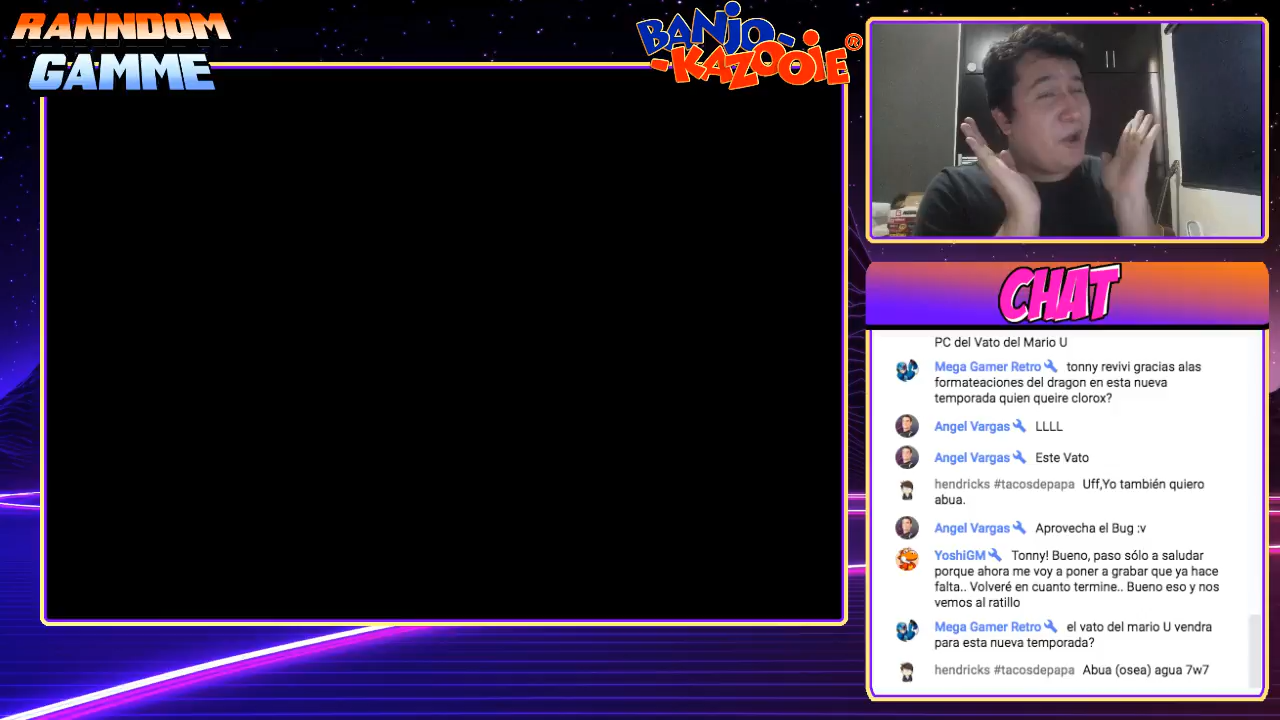 RANNDOM
GAMME
BANJO-
-KAZOOIE®
CHAT
PC del Vato del Mario U
Mega Gamer Retro tonny revivi gracias alas
formateaciones del dragon en esta nueva
temporada quien queire clorox?
Angel Vargas LLLL
Angel Vargas Este Vato
hendricks #tacosdepapa Uff,Yo también quiero
abua.
Angel Vargas Aprovecha el Bug :v
YoshiGM Tonny! Bueno, paso sólo a saludar
porque ahora me voy a poner a grabar que ya hace
falta.. Volveré en cuanto termine.. Bueno eso y nos
vemos al ratillo
Mega Gamer Retro el vato del mario U vendra
para esta nueva temporada?
hendricks #tacosdepapa Abua (osea) agua 7w7